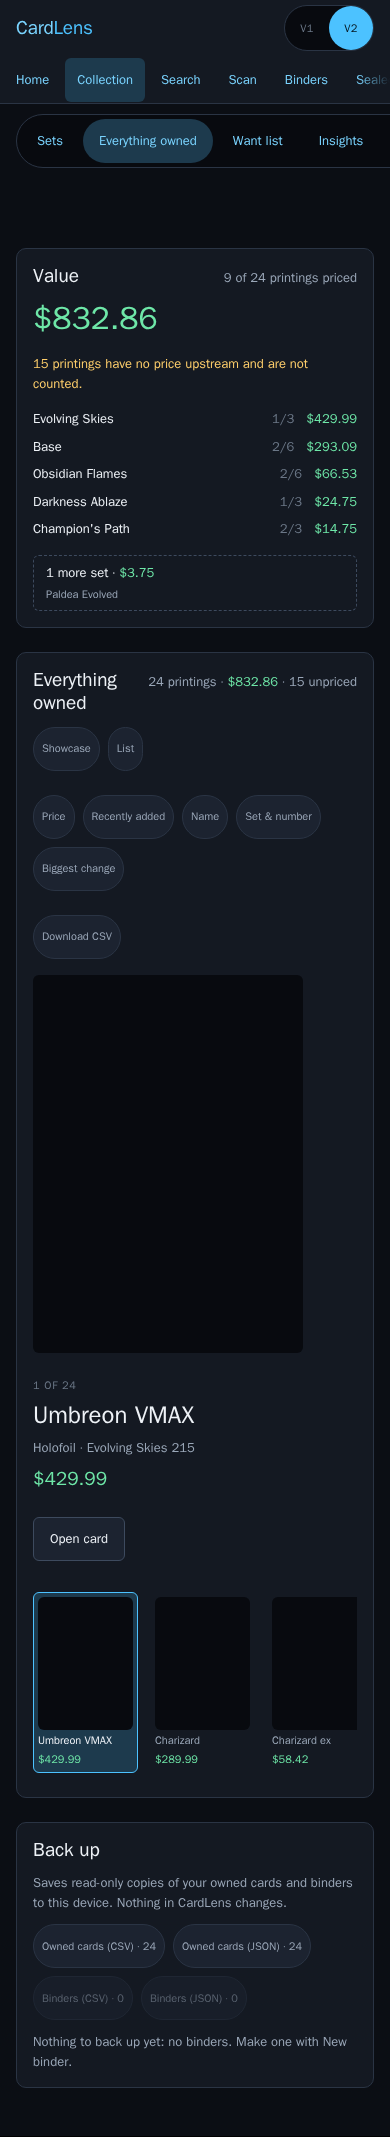 CardLens
V1
V2
Home
Collection
Search
Scan
Binders
Seale
Sets
Everything owned
Want list
Insights
Value
9 of 24 printings priced
$832.86
15 printings have no price upstream and are not
counted.
Evolving Skies 1/3 $429.99
Base 2/6 $293.09
Obsidian Flames 2/6 $66.53
Darkness Ablaze 1/3 $24.75
Champion's Path 2/3 $14.75
1 more set · $3.75
Paldea Evolved
Everything
owned
24 printings · $832.86 · 15 unpriced
Showcase
List
Price
Recently added
Name
Set & number
Biggest change
Download CSV
1 OF 24
Umbreon VMAX
Holofoil · Evolving Skies 215
$429.99
Open card
Umbreon VMAX
$429.99
Charizard
$289.99
Charizard ex
$58.42
Back up
Saves read-only copies of your owned cards and binders
to this device. Nothing in CardLens changes.
Owned cards (CSV) · 24
Owned cards (JSON) · 24
Binders (CSV) · 0
Binders (JSON) · 0
Nothing to back up yet: no binders. Make one with New
binder.